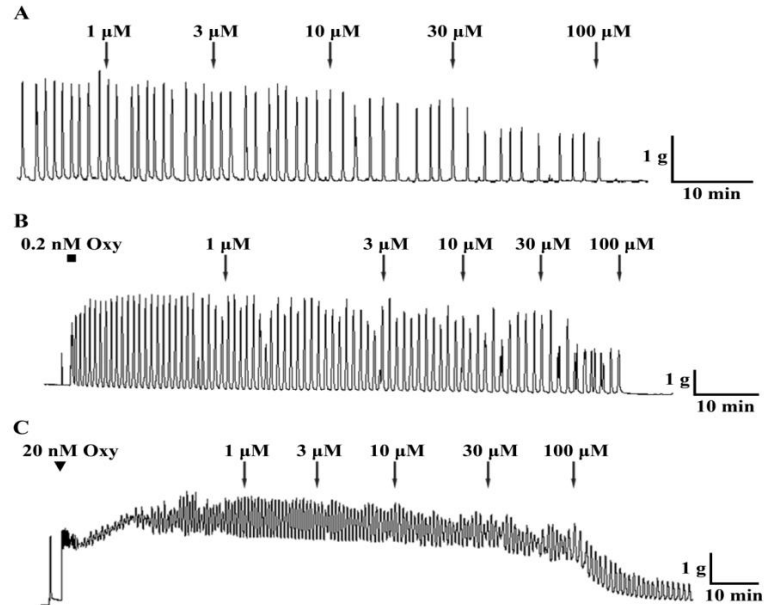 A
1 µM 3 µM 10 µM 30 µM 100 µM
1 g
10 min
B
0.2 nM Oxy 1 µM 3 µM 10 µM 30 µM 100 µM
1 g
10 min
C
20 nM Oxy 1 µM 3 µM 10 µM 30 µM 100 µM
1 g
10 min